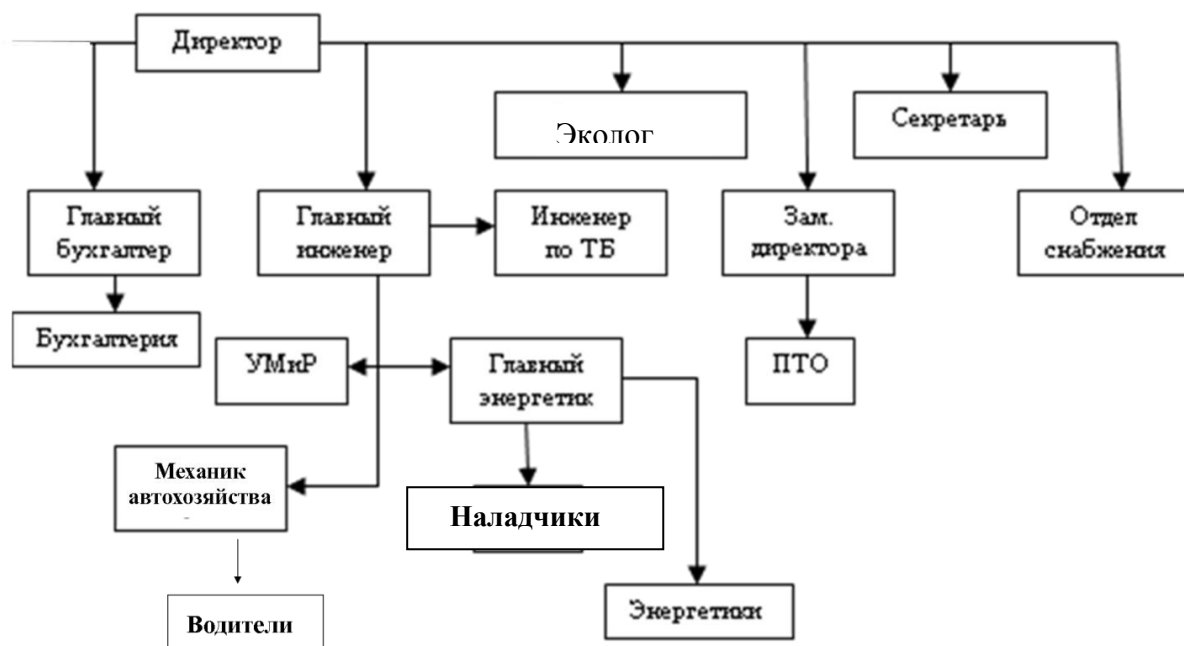 Директор
Эколог
Секретарь
Главный
бухгалтер
Главный
инженер
Инженер
по ТБ
Зам.
директора
Отдел
снабжения
Бухгалтерия
УМиР
Главный
энергетик
ПТО
Механик
автохозяйства
Наладчики
Энергетики
Водители